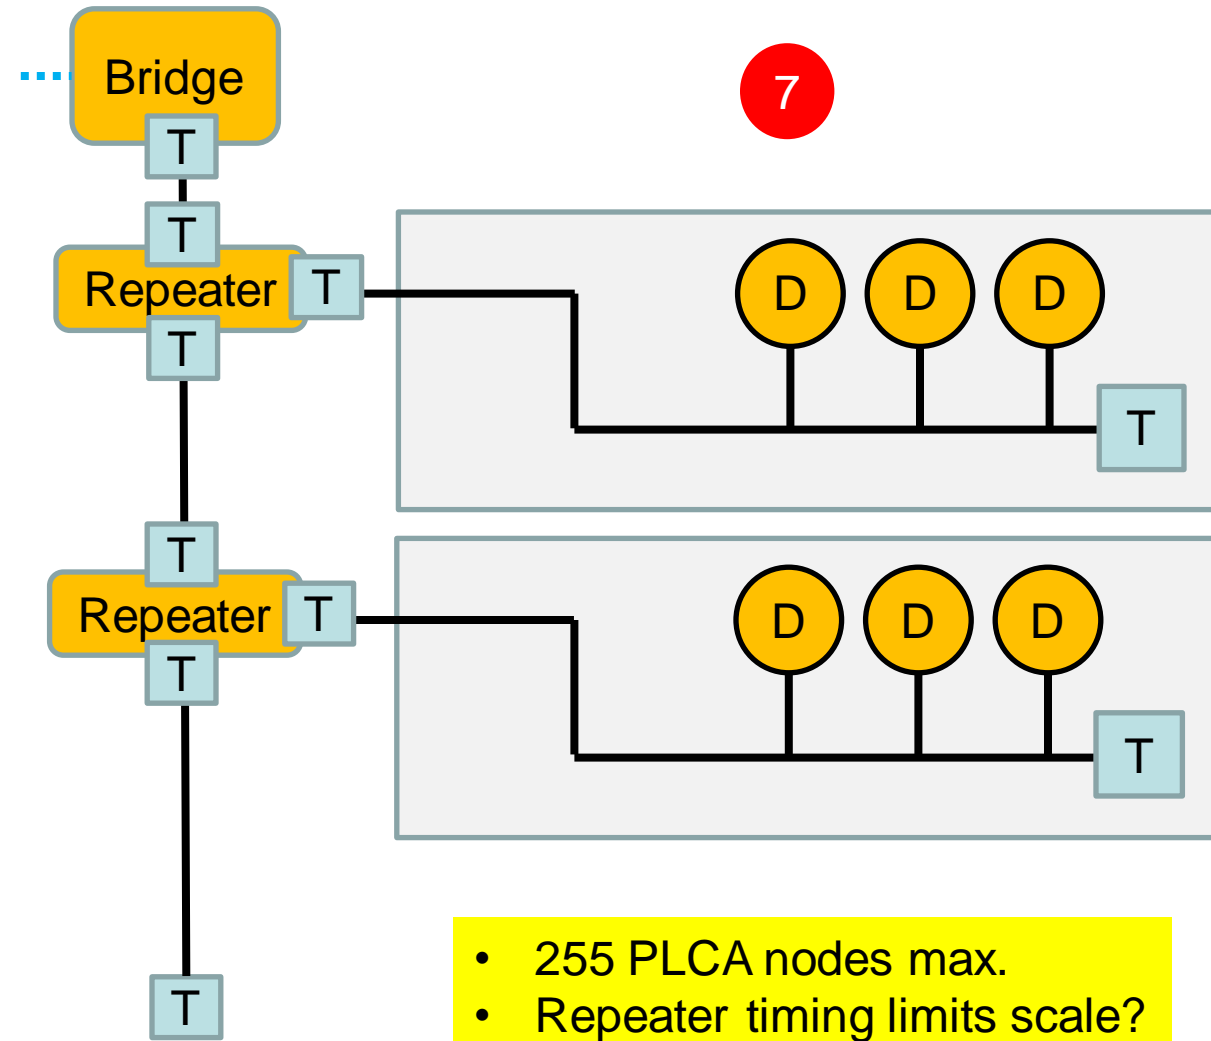 Bridge
7
T
T
Repeater
T
D
D
D
T
T
T
Repeater
T
D
D
D
T
T
• 255 PLCA nodes max.
• Repeater timing limits scale?
T